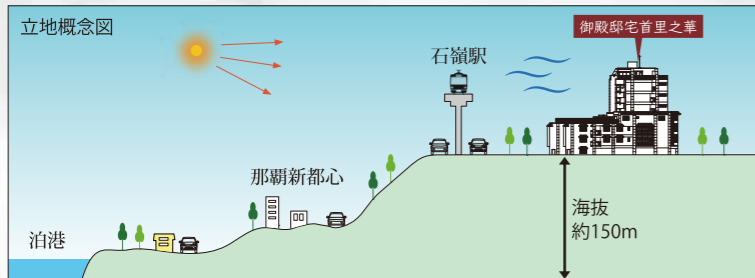 立地概念図
御殿邸宅首里之華
石嶺駅
那覇新都心
泊港
海抜
約150m